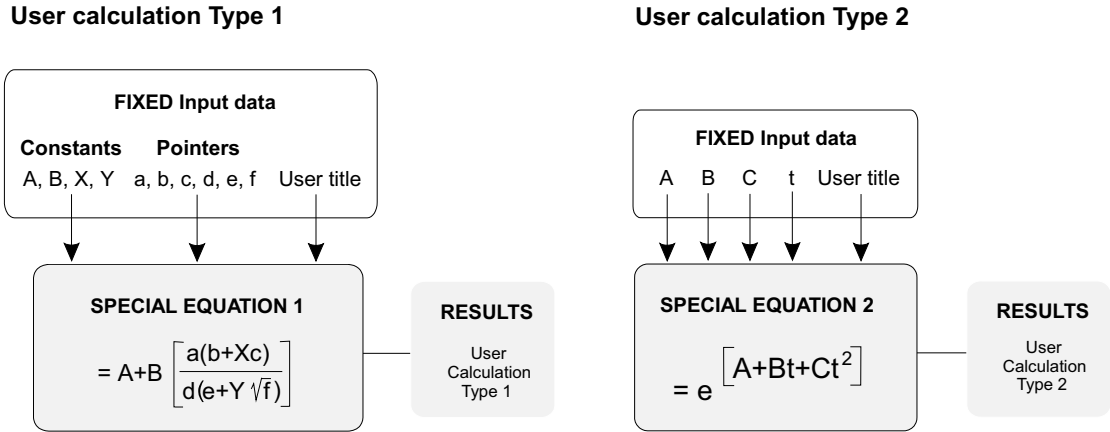 User calculation Type 1
FIXED Input data
Constants Pointers
A, B, X, Y a, b, c, d, e, f User title
SPECIAL EQUATION 1
= A+B [a(b+Xc) / d(e+Y √f)]
RESULTS
User
Calculation
Type 1
User calculation Type 2
FIXED Input data
A B C t User title
SPECIAL EQUATION 2
= e [A+Bt+Ct²]
RESULTS
User
Calculation
Type 2